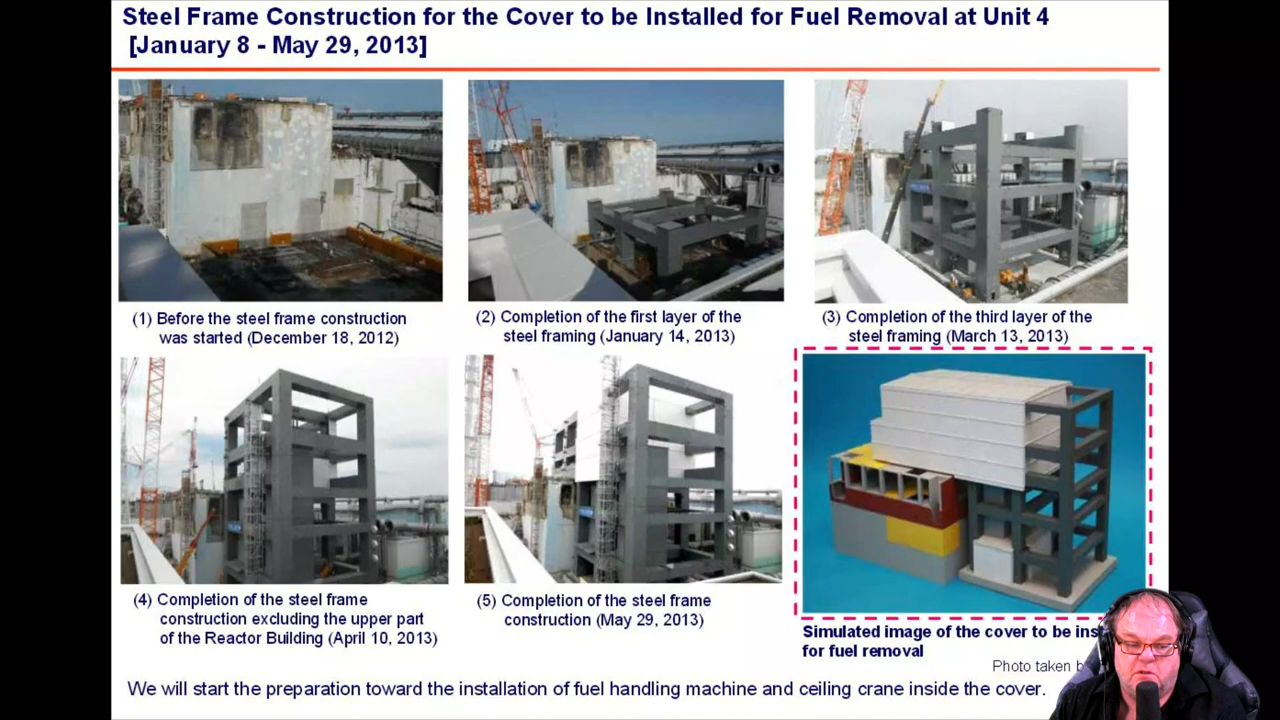 Steel Frame Construction for the Cover to be Installed for Fuel Removal at Unit 4
[January 8 - May 29, 2013]
(1) Before the steel frame construction
was started (December 18, 2012)
(2) Completion of the first layer of the
steel framing (January 14, 2013)
(3) Completion of the third layer of the
steel framing (March 13, 2013)
(4) Completion of the steel frame
construction excluding the upper part
of the Reactor Building (April 10, 2013)
(5) Completion of the steel frame
construction (May 29, 2013)
Simulated image of the cover to be
for fuel removal
Photo taken
We will start the preparation toward the installation of fuel handling machine and ceiling crane inside the cover.